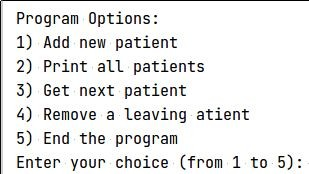 Program Options:
1) Add new patient
2) Print all patients
3) Get next patient
4) Remove a leaving atient
5) End the program
Enter your choice (from 1 to 5):